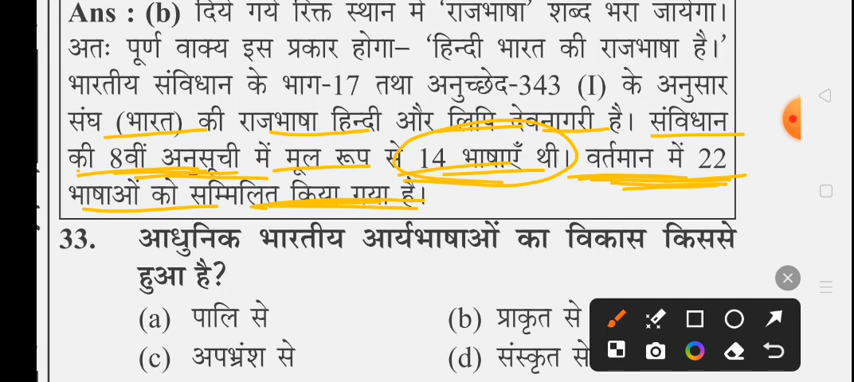 Ans : (b) दिये गये रिक्त स्थान में 'राजभाषा' शब्द भरा जायेगा।
अतः पूर्ण वाक्य इस प्रकार होगा– 'हिन्दी भारत की राजभाषा है।'
भारतीय संविधान के भाग-17 तथा अनुच्छेद-343 (I) के अनुसार
संघ (भारत) की राजभाषा हिन्दी और लिपि देवनागरी है। संविधान
की 8वीं अनुसूची में मूल रूप से 14 भाषाएँ थी। वर्तमान में 22
भाषाओं को सम्मिलित किया गया है।
33. आधुनिक भारतीय आर्यभाषाओं का विकास किससे
हुआ है?
(a) पालि से (b) प्राकृत से
(c) अपभ्रंश से (d) संस्कृत से